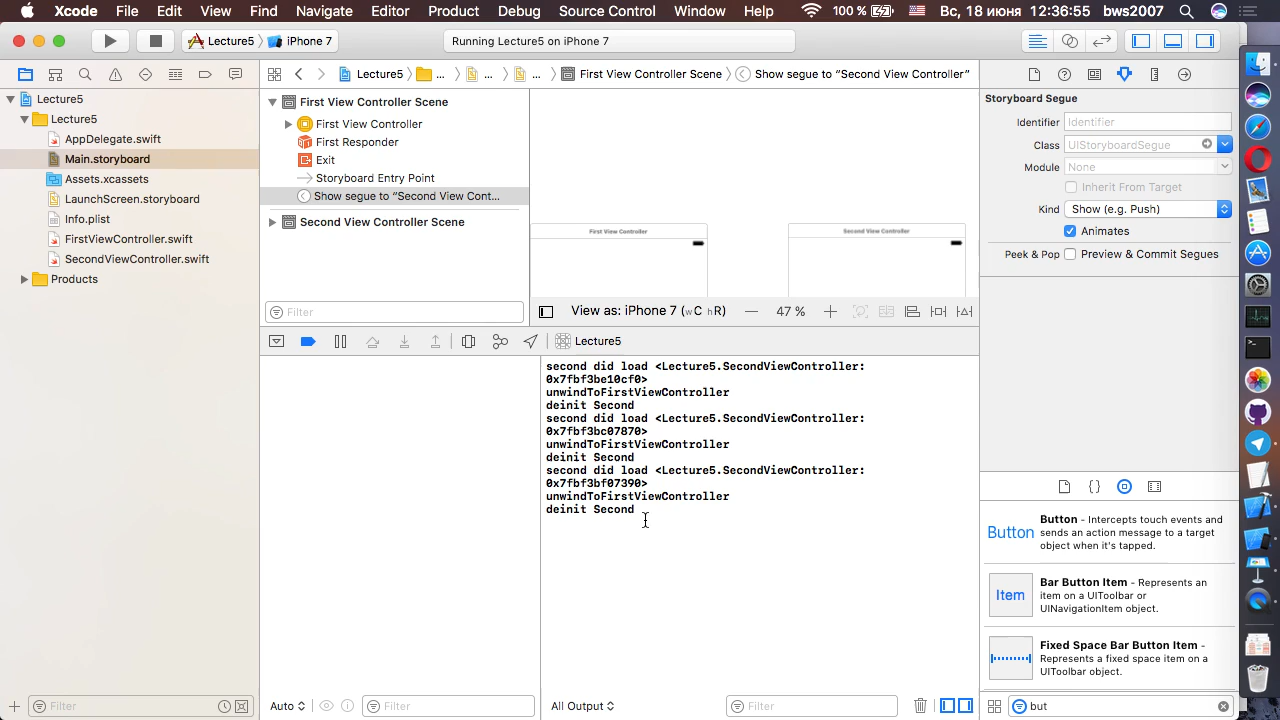 Xcode File Edit View Find Navigate Editor Product Debug Source Control Window Help 100 % Вс, 18 июня 12:36:55 bws2007
Lecture5 iPhone 7
Running Lecture5 on iPhone 7
Lecture5 ... ... ... First View Controller Scene Show segue to “Second View Controller”
Lecture5
Lecture5
AppDelegate.swift
Main.storyboard
Assets.xcassets
LaunchScreen.storyboard
Info.plist
FirstViewController.swift
SecondViewController.swift
Products
Filter
First View Controller Scene
First View Controller
First Responder
Exit
Storyboard Entry Point
Show segue to “Second View Cont...
Second View Controller Scene
Filter
First View Controller
Second View Controller
View as: iPhone 7 (wC hR) 47 %
Lecture5
second did load <Lecture5.SecondViewController:
0x7fbf3be10cf0>
unwindToFirstViewController
deinit Second
second did load <Lecture5.SecondViewController:
0x7fbf3bc07870>
unwindToFirstViewController
deinit Second
second did load <Lecture5.SecondViewController:
0x7fbf3bf07390>
unwindToFirstViewController
deinit Second
Auto Filter
All Output Filter
Storyboard Segue
Identifier Identifier
Class UIStoryboardSegue
Module None
Inherit From Target
Kind Show (e.g. Push)
Animates
Peek & Pop Preview & Commit Segues
Button
Button - Intercepts touch events and
sends an action message to a target
object when it's tapped.
Item
Bar Button Item - Represents an
item on a UIToolbar or
UINavigationItem object.
Fixed Space Bar Button Item -
Represents a fixed space item on a
UIToolbar object.
but